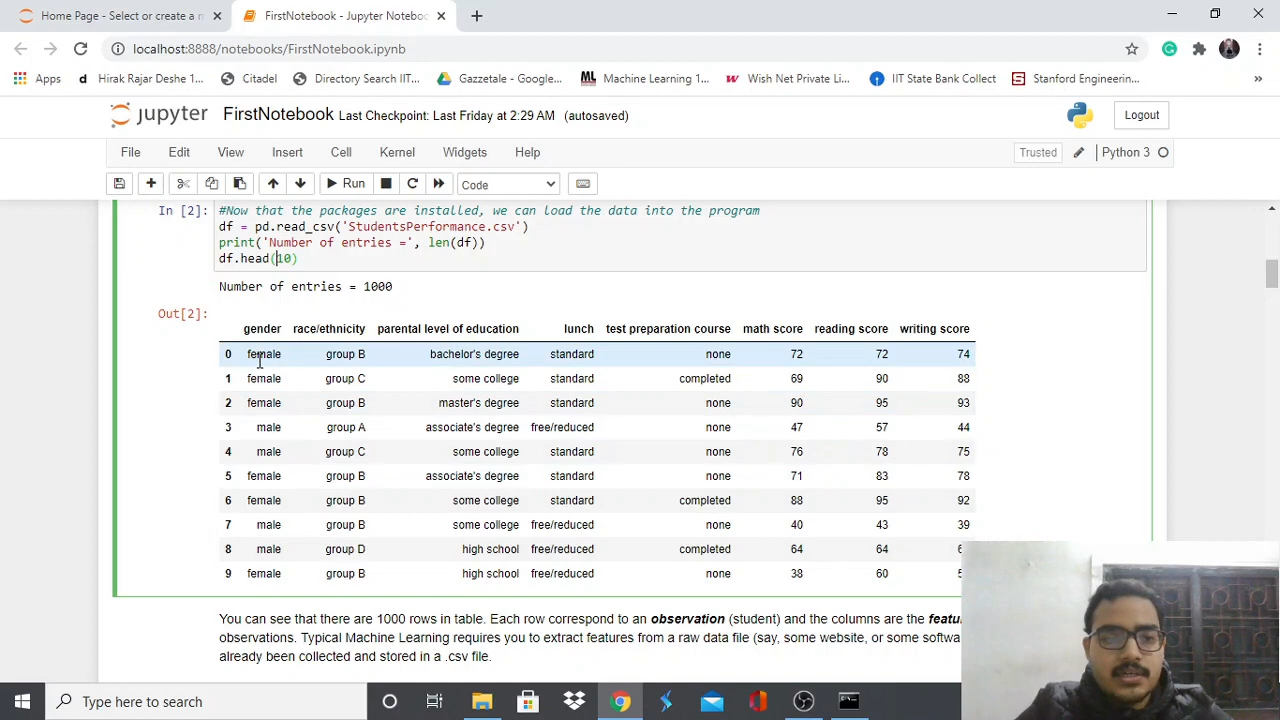 Home Page - Select or create a n
FirstNotebook - Jupyter Noteboo
localhost:8888/notebooks/FirstNotebook.ipynb
Apps
d Hirak Rajar Deshe 1...
Citadel
Directory Search IIT...
Gazzetale - Google...
ML Machine Learning 1...
W Wish Net Private Li...
IIT State Bank Collect
S Stanford Engineerin...
»
jupyter FirstNotebook Last Checkpoint: Last Friday at 2:29 AM (autosaved)
Logout
File Edit View Insert Cell Kernel Widgets Help
Trusted Python 3
Run Code
In [2]: #Now that the packages are installed, we can load the data into the program
df = pd.read_csv('StudentsPerformance.csv')
print('Number of entries =', len(df))
df.head(10)
Number of entries = 1000
Out[2]:
gender race/ethnicity parental level of education lunch test preparation course math score reading score writing score
0 female group B bachelor's degree standard none 72 72 74
1 female group C some college standard completed 69 90 88
2 female group B master's degree standard none 90 95 93
3 male group A associate's degree free/reduced none 47 57 44
4 male group C some college standard none 76 78 75
5 female group B associate's degree standard none 71 83 78
6 female group B some college standard completed 88 95 92
7 male group B some college free/reduced none 40 43 39
8 male group D high school free/reduced completed 64 64
9 female group B high school free/reduced none 38 60
You can see that there are 1000 rows in table. Each row correspond to an observation (student) and the columns are the
observations. Typical Machine Learning requires you to extract features from a raw data file (say, some website, or some
already been collected and stored in a .csv file.
Type here to search